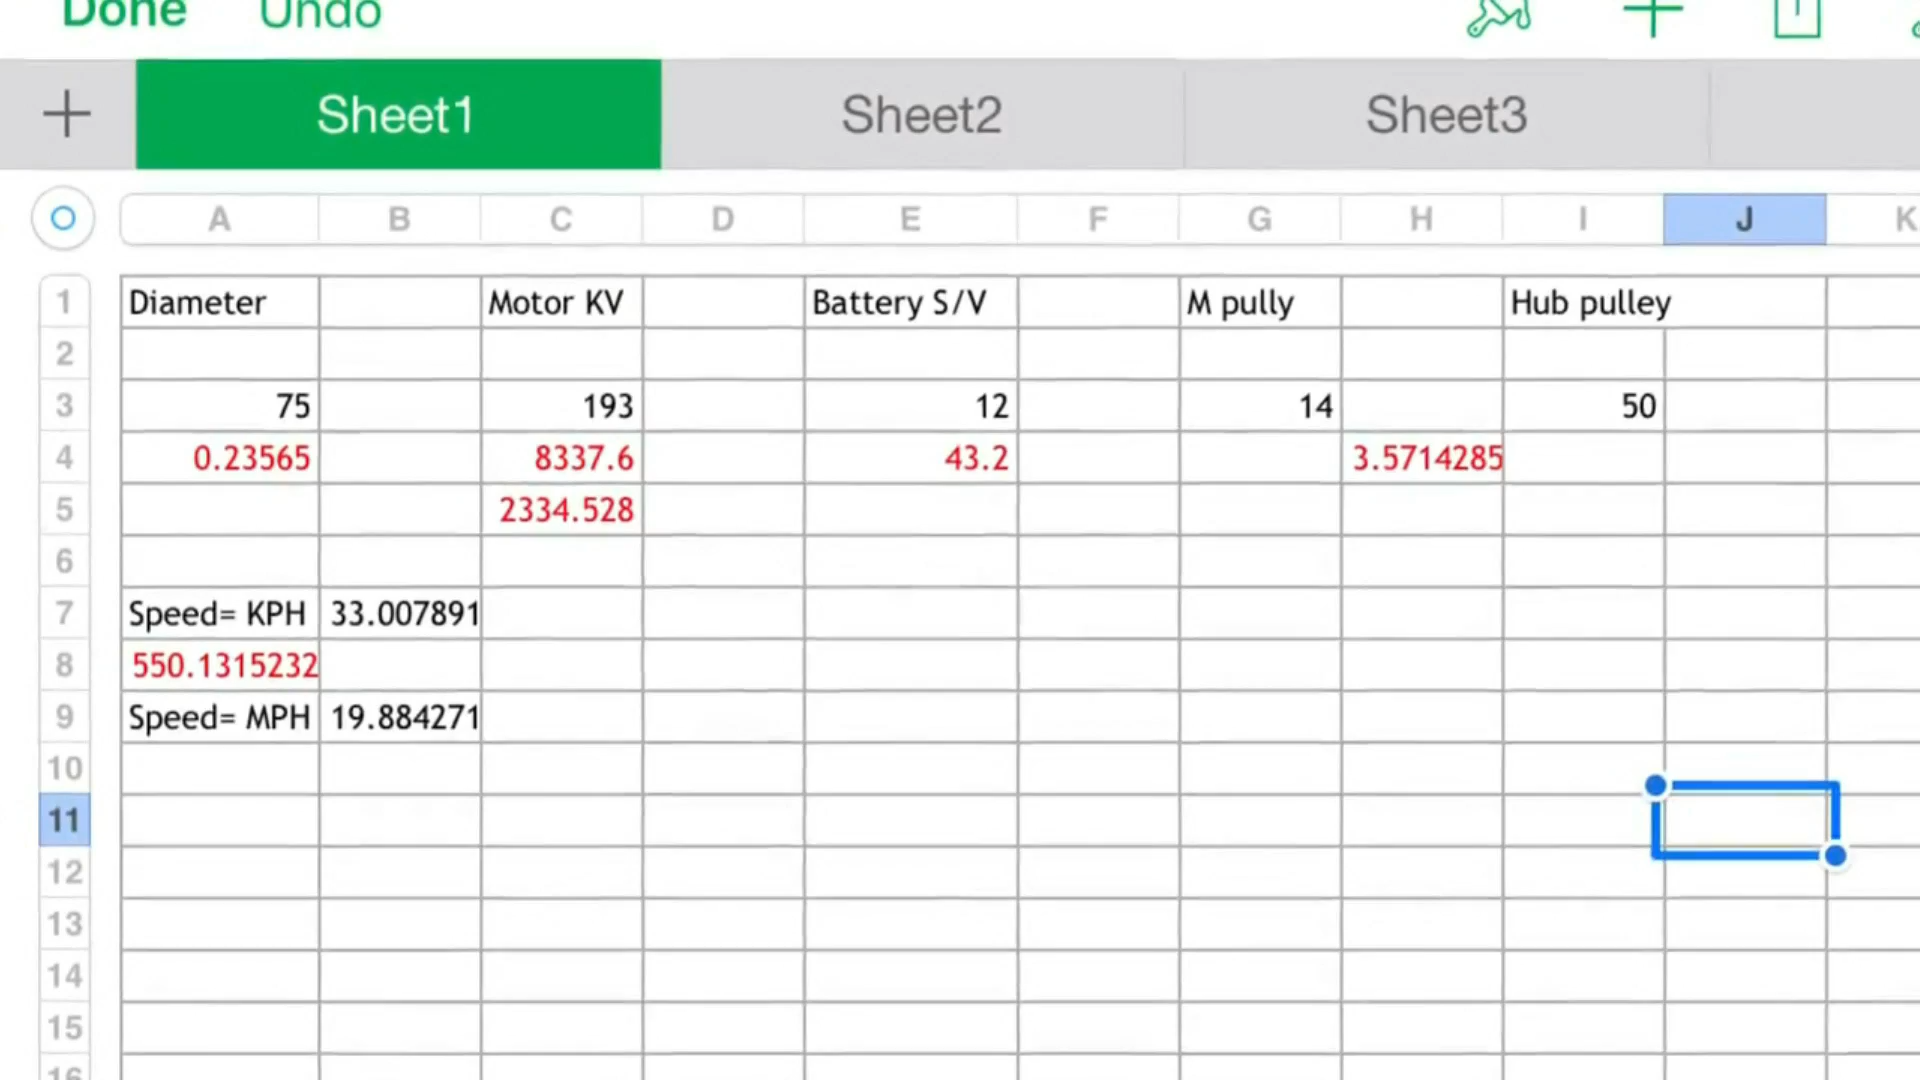 Done Undo
Sheet1 Sheet2 Sheet3
A B C D E F G H I J K
1 Diameter Motor KV Battery S/V M pully Hub pulley
2
3 75 193 12 14 50
4 0.23565 8337.6 43.2 3.5714285
5 2334.528
6
7 Speed= KPH 33.007891
8 550.1315232
9 Speed= MPH 19.884271
10
11
12
13
14
15
16